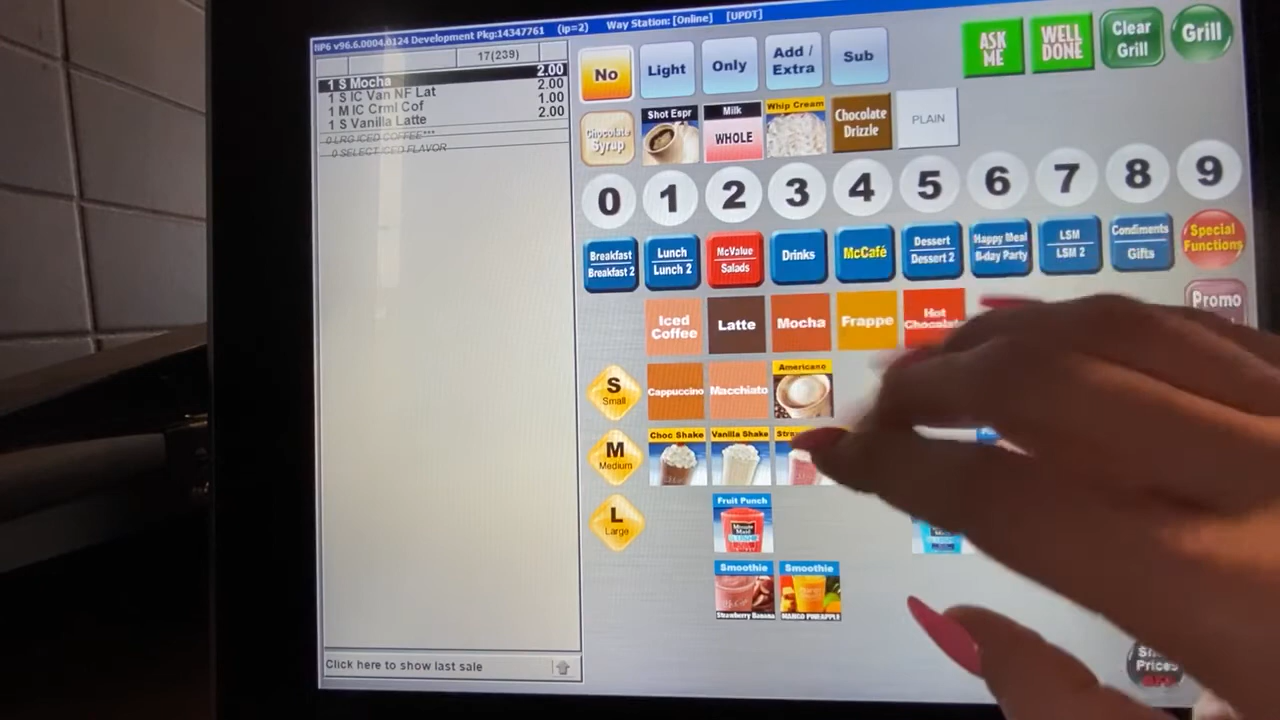 NP6 v96.6.0004.0124 Development Pkg:14347761 (ip=2) Way Station: [Online] [UPDT]
17(239)
1 S Mocha 2.00
1 S IC Van NF Lat 2.00
1 M IC Crml Cof 1.00
1 S Vanilla Latte 2.00
0 LRG ICED COFFEE***
0 SELECT ICED FLAVOR
Click here to show last sale
No
Light
Only
Add / Extra
Sub
ASK ME
WELL DONE
Clear Grill
Grill
Chocolate Syrup
Shot Espr
Milk WHOLE
Whip Cream
Chocolate Drizzle
PLAIN
0 1 2 3 4 5 6 7 8 9
Breakfast Breakfast 2
Lunch Lunch 2
McValue Salads
Drinks
McCafé
Dessert Dessert 2
Happy Meal B-day Party
LSM LSM 2
Condiments Gifts
Special Functions
Iced Coffee
Latte
Mocha
Frappe
Hot Chocolate
Promo
S Small
Cappuccino
Macchiato
Americano
M Medium
Choc Shake
Vanilla Shake
L Large
Fruit Punch
Minute Maid
Smoothie
Strawberry Banana
Smoothie
MANGO PINEAPPLE
Prices
OFF